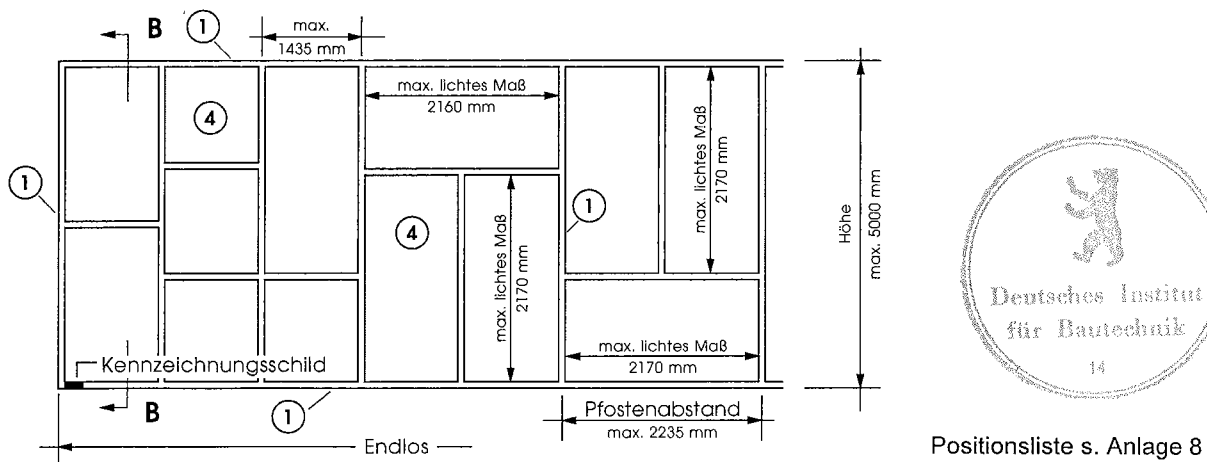 B
1
max.
1435 mm
max. lichtes Maß
2160 mm
4
1
max. lichtes Maß
2170 mm
1
4
max. lichtes Maß
2170 mm
Höhe
max. 5000 mm
Deutsches Institut
für Bautechnik
14
max. lichtes Maß
2170 mm
Kennzeichnungsschild
B
1
Pfostenabstand
max. 2235 mm
Endlos
Positionsliste s. Anlage 8